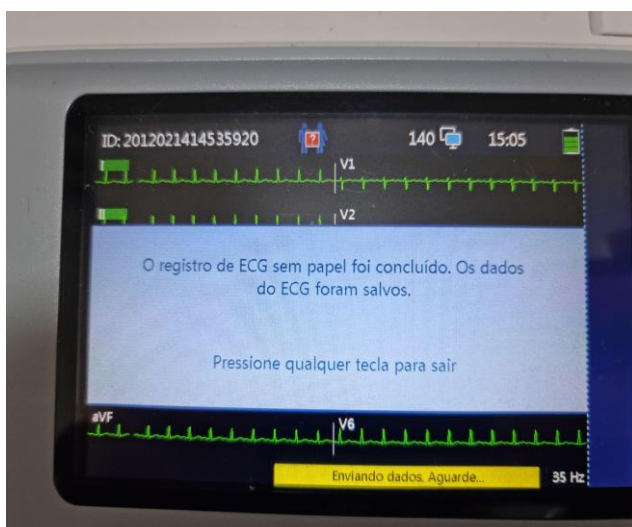 ID: 2012021414535920 140 15:05
V1
V2
O registro de ECG sem papel foi concluído. Os dados
do ECG foram salvos.
Pressione qualquer tecla para sair
aVF V6
Enviando dados. Aguarde... 35 Hz